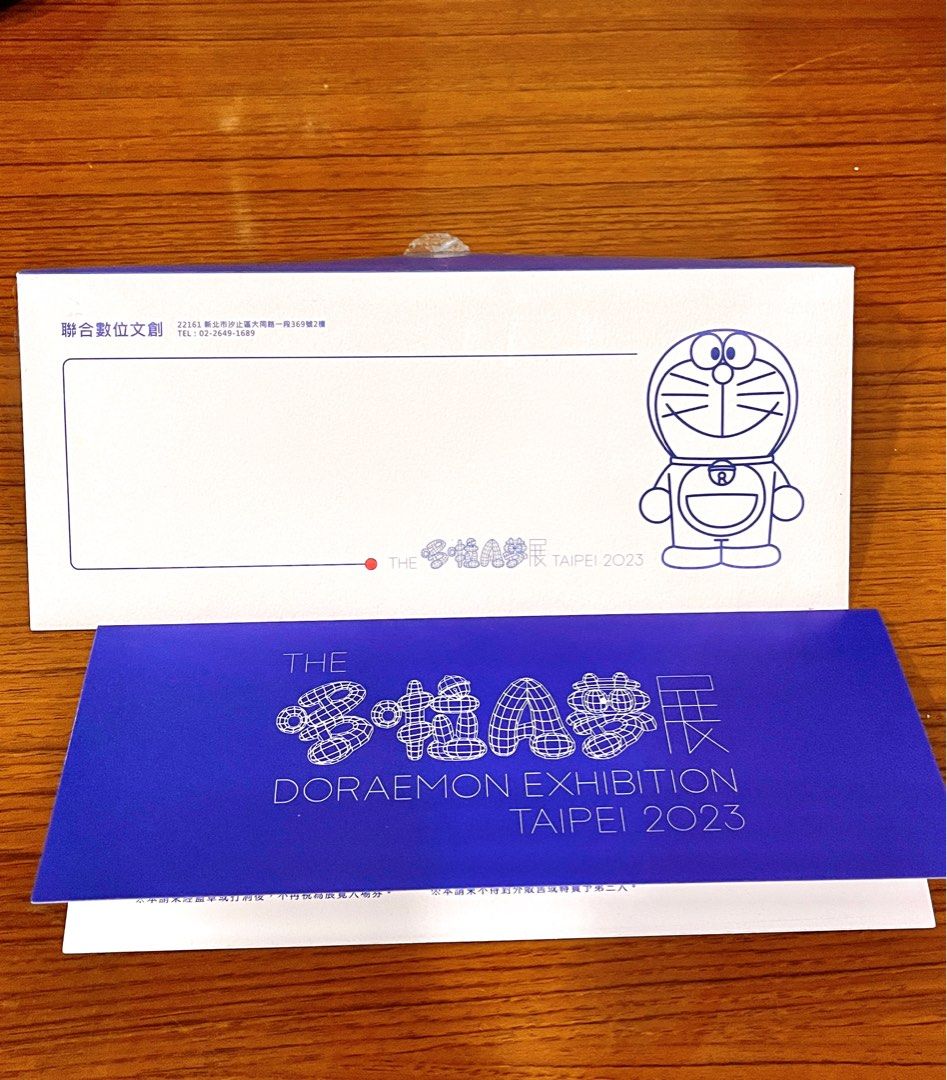 聯合數位文創
22161 新北市汐止區大同路一段369號2樓
TEL : 02-2649-1689
R
THE 多啦A夢展 TAIPEI 2023
THE
多啦A夢展
DORAEMON EXHIBITION
TAIPEI 2023
※本請柬經蓋章或打洞後，不再視為展覽入場券。
※本請柬不得對外販售或轉賣予第三人。